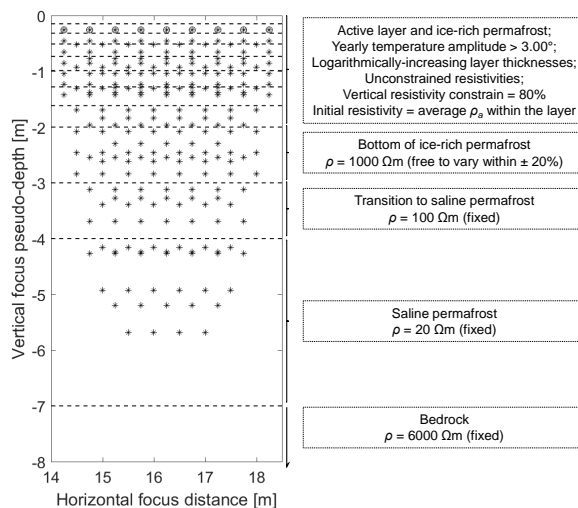 0
-1
-2
-3
-4
-5
-6
-7
-8
Vertical focus pseudo-depth [m]
14
15
16
17
18
Horizontal focus distance [m]
Active layer and ice-rich permafrost;
Yearly temperature amplitude > 3.00°;
Logarithmically-increasing layer thicknesses;
Unconstrained resistivities;
Vertical resistivity constrain = 80%
Initial resistivity = average ρa within the layer
Bottom of ice-rich permafrost
ρ = 1000 Ωm (free to vary within ± 20%)
Transition to saline permafrost
ρ = 100 Ωm (fixed)
Saline permafrost
ρ = 20 Ωm (fixed)
Bedrock
ρ = 6000 Ωm (fixed)